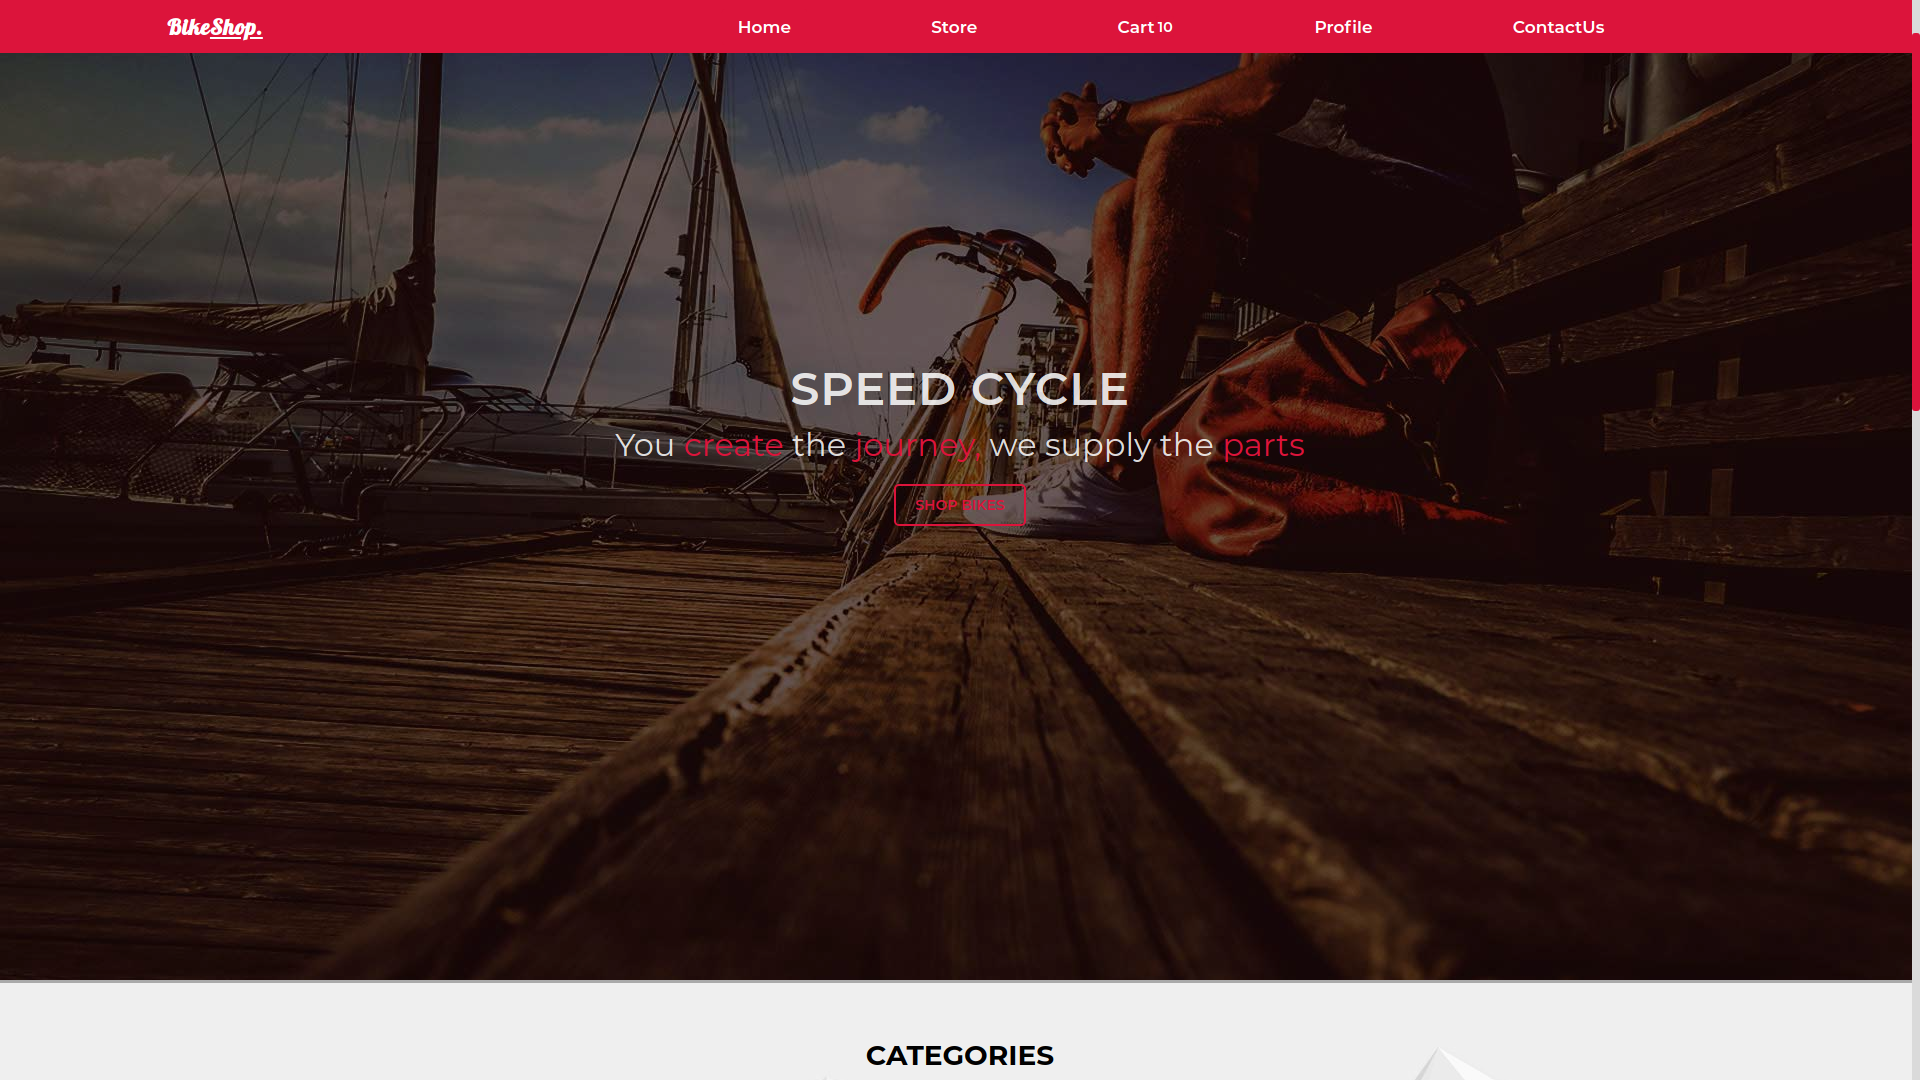 BikeShop.
Home
Store
Cart 10
Profile
ContactUs
SPEED CYCLE
You create the journey, we supply the parts
SHOP BIKES
CATEGORIES